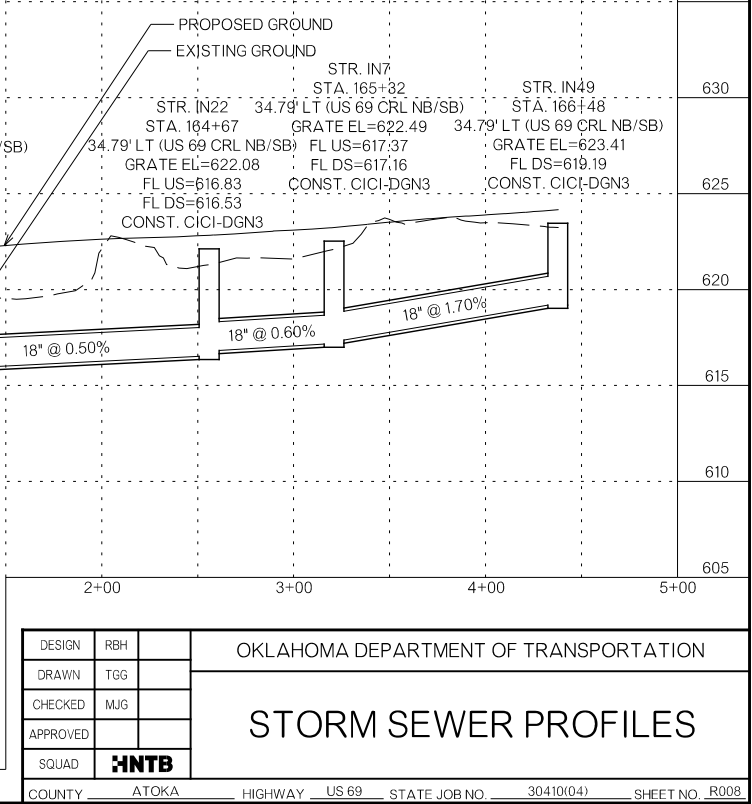 PROPOSED GROUND
EXISTING GROUND
/SB)
STR. IN22
STA. 164+67
34.79' LT (US 69 CRL NB/SB)
GRATE EL=622.08
FL US=616.83
FL DS=616.53
CONST. CICI-DGN3
STR. IN7
STA. 165+32
34.79' LT (US 69 CRL NB/SB)
GRATE EL=622.49
FL US=617.37
FL DS=617.16
CONST. CICI-DGN3
STR. IN49
STA. 166+48
34.79' LT (US 69 CRL NB/SB)
GRATE EL=623.41
FL DS=619.19
CONST. CICI-DGN3
630
625
620
615
610
605
18" @ 0.50%
18" @ 0.60%
18" @ 1.70%
2+00 3+00 4+00 5+00
DESIGN RBH
DRAWN TGG
CHECKED MJG
APPROVED
SQUAD HNTB
OKLAHOMA DEPARTMENT OF TRANSPORTATION
STORM SEWER PROFILES
COUNTY ATOKA HIGHWAY US 69 STATE JOB NO. 30410(04) SHEET NO. R008